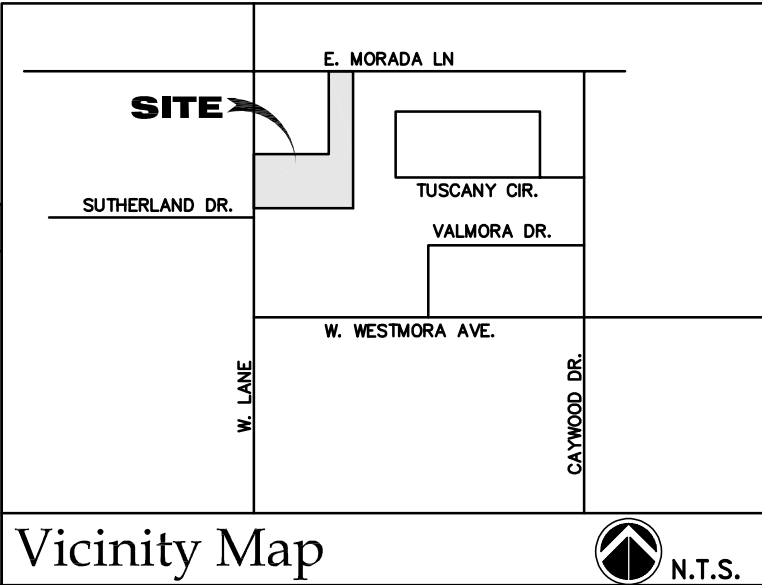 E. MORADA LN
SITE
SUTHERLAND DR.
TUSCANY CIR.
VALMORA DR.
W. WESTMORA AVE.
W. LANE
CAYWOOD DR.
Vicinity Map
N.T.S.